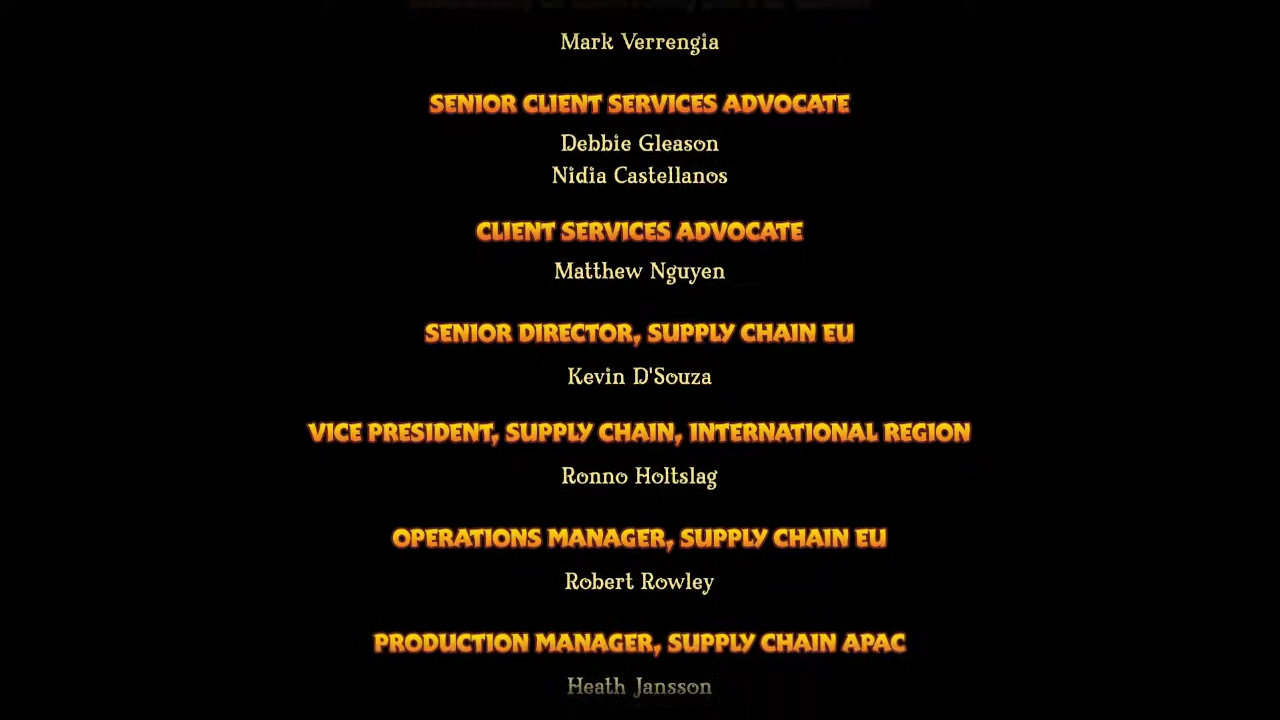 Mark Verrengia
SENIOR CLIENT SERVICES ADVOCATE
Debbie Gleason
Nidia Castellanos
CLIENT SERVICES ADVOCATE
Matthew Nguyen
SENIOR DIRECTOR, SUPPLY CHAIN EU
Kevin D'Souza
VICE PRESIDENT, SUPPLY CHAIN, INTERNATIONAL REGION
Ronno Holtslag
OPERATIONS MANAGER, SUPPLY CHAIN EU
Robert Rowley
PRODUCTION MANAGER, SUPPLY CHAIN APAC
Heath Jansson